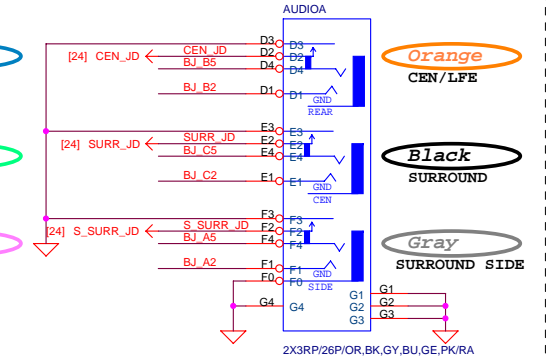 AUDIOA
D3 D3
[24] CEN_JD CEN_JD D2 D2
BJ_B5 D4 D4
BJ_B2 D1 D1
GND
REAR
Orange
CEN/LFE
E3 E3
[24] SURR_JD SURR_JD E2 E2
BJ_C5 E4 E4
BJ_C2 E1 E1
GND
CEN
Black
SURROUND
F3 F3
[24] S_SURR_JD S_SURR_JD F2 F2
BJ_A5 F4 F4
BJ_A2 F1 F1
GND
F0 F0
SIDE
Gray
SURROUND SIDE
G4 G4
G1 G1
G2 G2
G3 G3
2X3RP/26P/OR,BK,GY,BU,GE,PK/RA